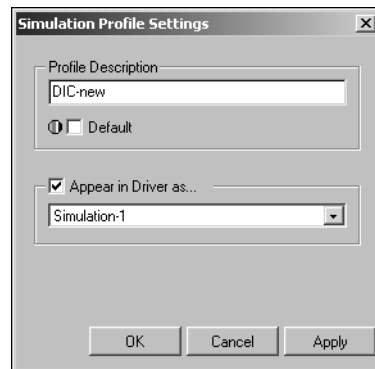 Simulation Profile Settings
Profile Description
DIC-new
Default
Appear in Driver as...
Simulation-1
OK Cancel Apply